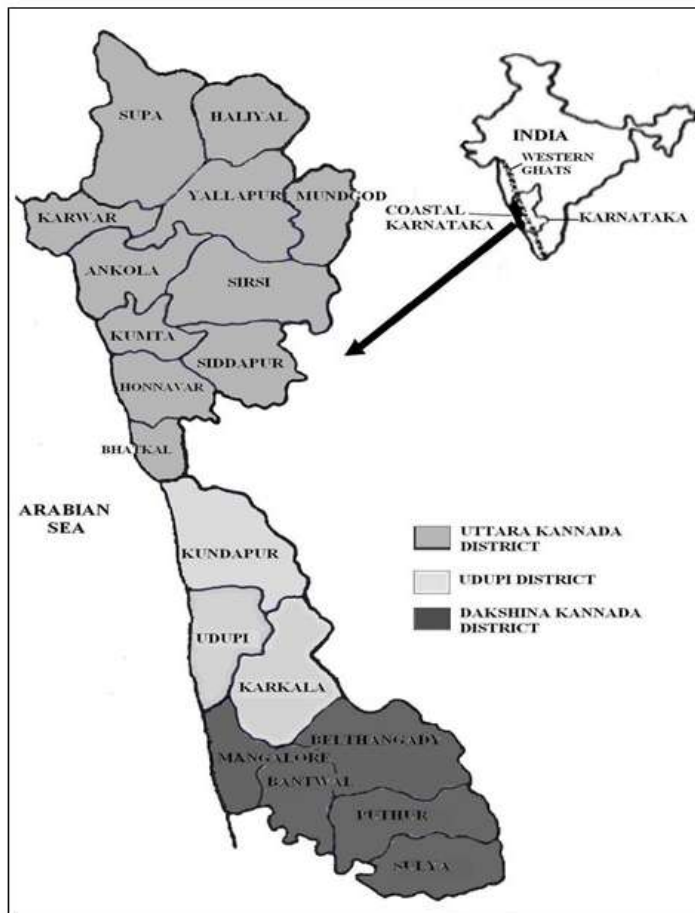 SUPA
HALIYAL
INDIA
WESTERN
GHATS
YALLAPUR
MUNDGOD
KARWAR
COASTAL
KARNATAKA
KARNATAKA
ANKOLA
SIRSI
KUMTA
SIDDAPUR
HONNAVAR
BHATKAL
ARABIAN
SEA
UTTARA KANNADA
DISTRICT
KUNDAPUR
UDUPI DISTRICT
DAKSHINA KANNADA
DISTRICT
UDUPI
KARKALA
BELTHANGADY
MANGALORE
BANTWAL
PUTHUR
SULYA